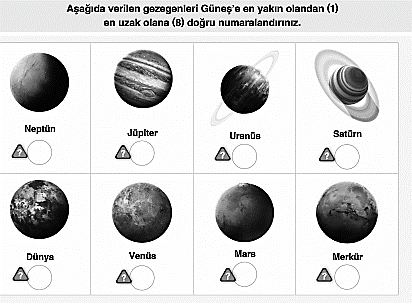 Aşağıda verilen gezegenleri Güneş'e en yakın olandan (1)
en uzak olana (8) doğru numaralandırınız.
Neptün
Jüpiter
Uranüs
Satürn
?
?
?
?
Dünya
Venüs
Mars
Merkür
?
?
?
?